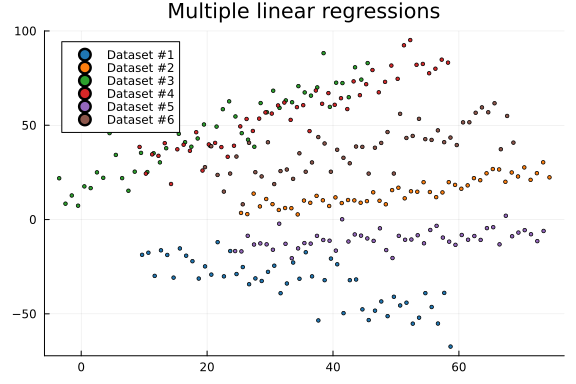 Multiple linear regressions
100
50
0
−50
0
20
40
60
Dataset #1
Dataset #2
Dataset #3
Dataset #4
Dataset #5
Dataset #6